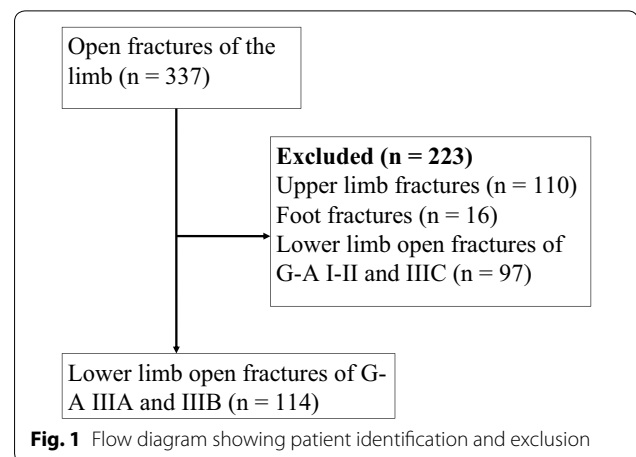 Open fractures of the
limb (n = 337)
Excluded (n = 223)
Upper limb fractures (n = 110)
Foot fractures (n = 16)
Lower limb open fractures of
G-A I-II and IIIC (n = 97)
Lower limb open fractures of G-
A IIIA and IIIB (n = 114)
Fig. 1 Flow diagram showing patient identification and exclusion